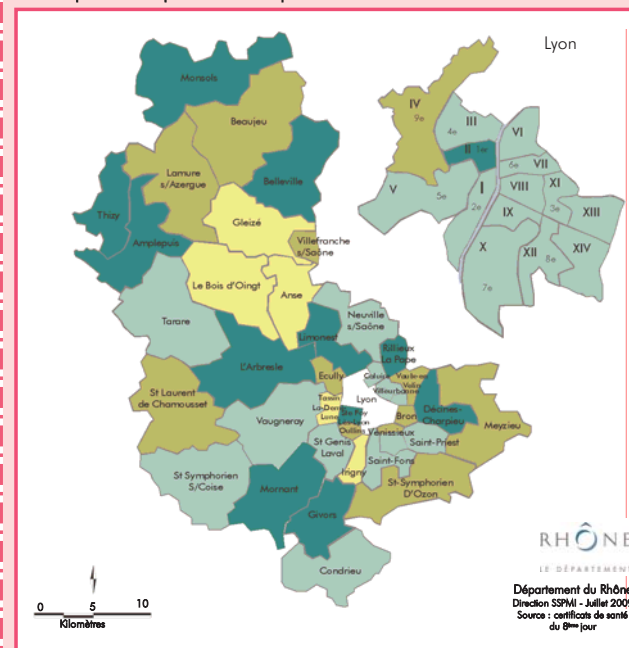 Lyon
Monsols
Beaujeu
Lamure
s/Azergue
Belleville
Thizy
Amplepuis
Gleizé
Villefranche
s/Saône
Le Bois d'Oingt
Anse
Tarare
Neuville
s/Saône
Limonest
Rillieux
La Pape
L'Arbresle
Ecully
Villeurbanne
Lyon
St Laurent
de Chamousset
Vaugneray
Tassin
Bron
Décines-
Charpieu
Meyzieu
Oullins
Vénissieux
Saint-Priest
St Genis
Laval
Saint-Fons
Irigny
St Symphorien
S/Coise
Mornant
St-Symphorien
D'Ozon
Givors
Condrieu
IV
9e
III
4e
II 1er
VI
6e
VII
V
5e
I
2e
VIII
XI
3e
XIII
IX
X
7e
XII
8e
XIV
0 5 10
Kilomètres
RHÔNE
LE DÉPARTEMENT
Département du Rhône
Direction SSPMI - Juillet 2009
Source : certificats de santé
du 8ème jour